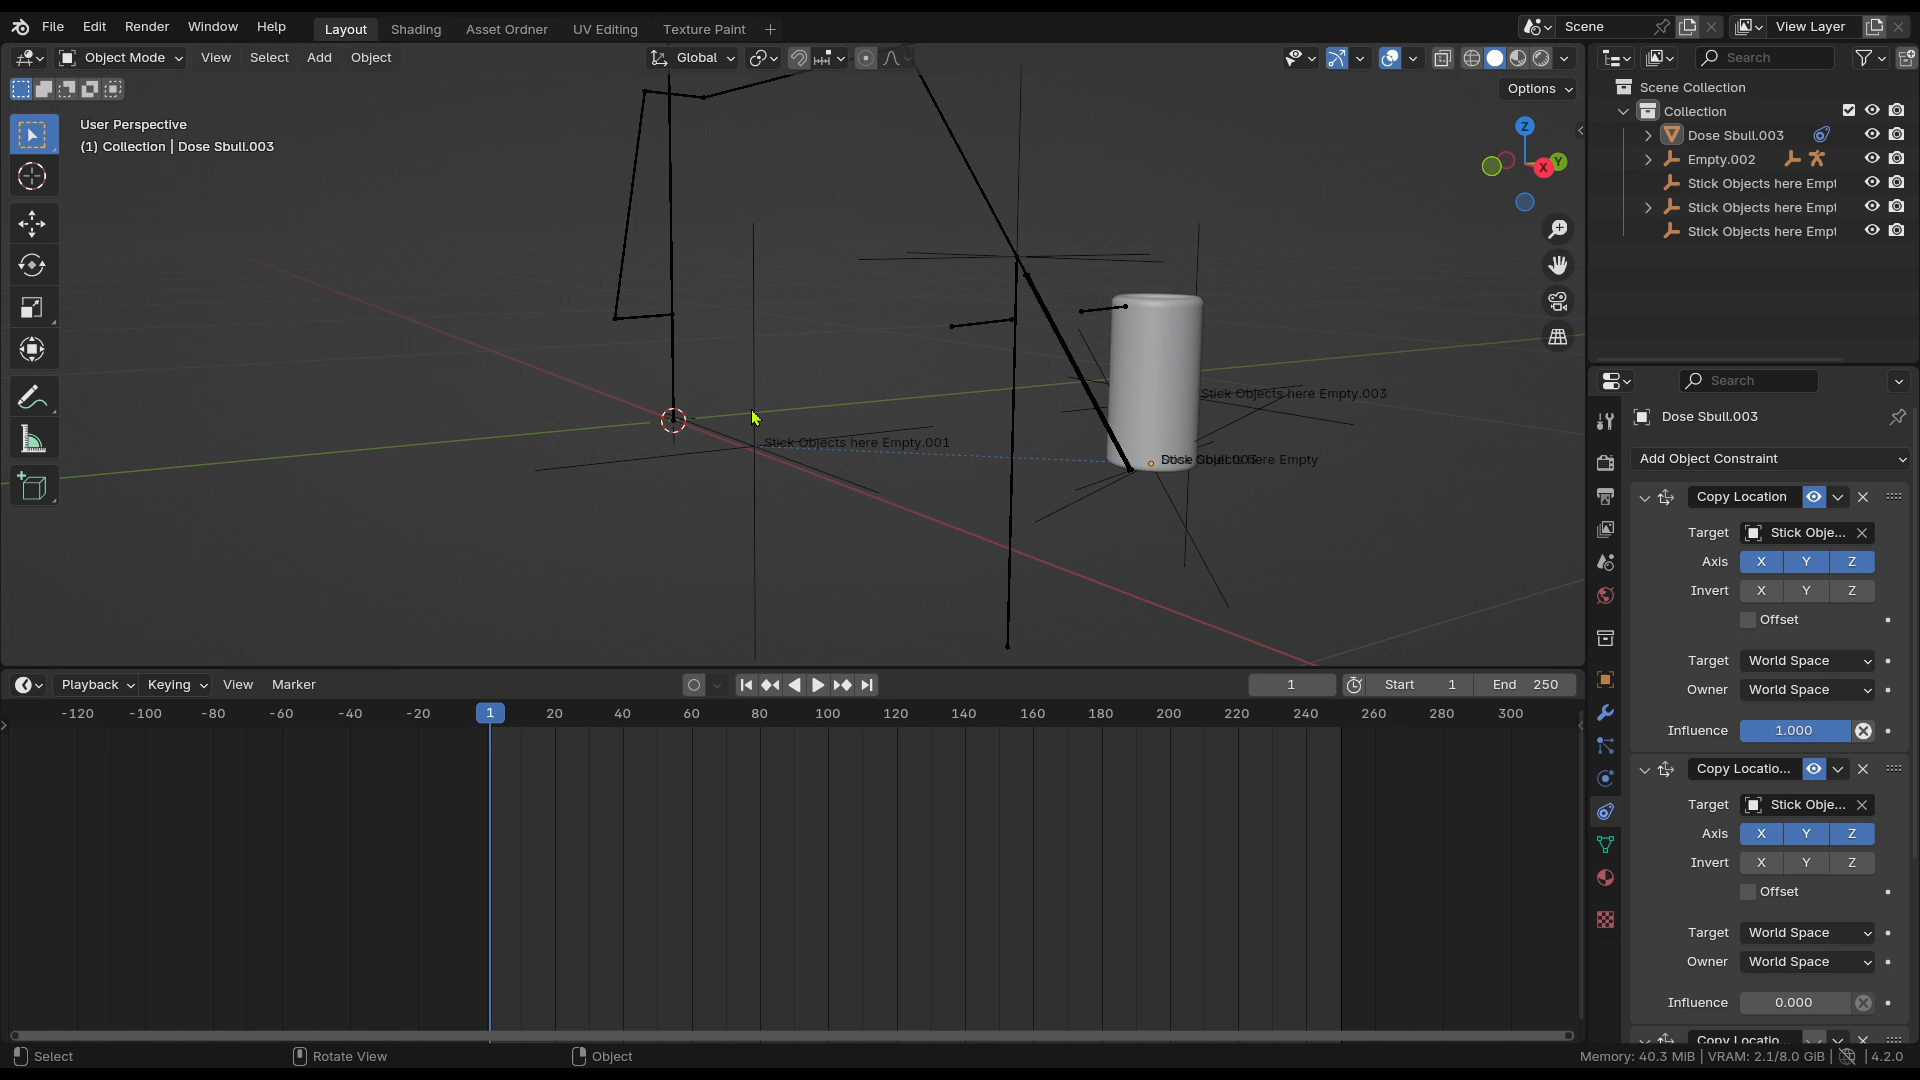 File Edit Render Window Help Layout Shading Asset Ordner UV Editing Texture Paint + Scene View Layer
Object Mode View Select Add Object Global Search
Options
User Perspective
(1) Collection | Dose Sbull.003
Z
Y
X
Stick Objects here Empty.003
Stick Objects here Empty.001
Scene Collection
Collection
Dose Sbull.003
Empty.002
Stick Objects here Empt
Stick Objects here Empt
Stick Objects here Empt
Search
Dose Sbull.003
Add Object Constraint
Copy Location
Target Stick Obje...
Axis X Y Z
Invert X Y Z
Offset
Target World Space
Owner World Space
Influence 1.000
Copy Locatio...
Target Stick Obje...
Axis X Y Z
Invert X Y Z
Offset
Target World Space
Owner World Space
Influence 0.000
Copy Locatio...
Playback Keying View Marker 1 Start 1 End 250
-120 -100 -80 -60 -40 -20 1 20 40 60 80 100 120 140 160 180 200 220 240 260 280 300
Select Rotate View Object Memory: 40.3 MiB | VRAM: 2.1/8.0 GiB | 4.2.0